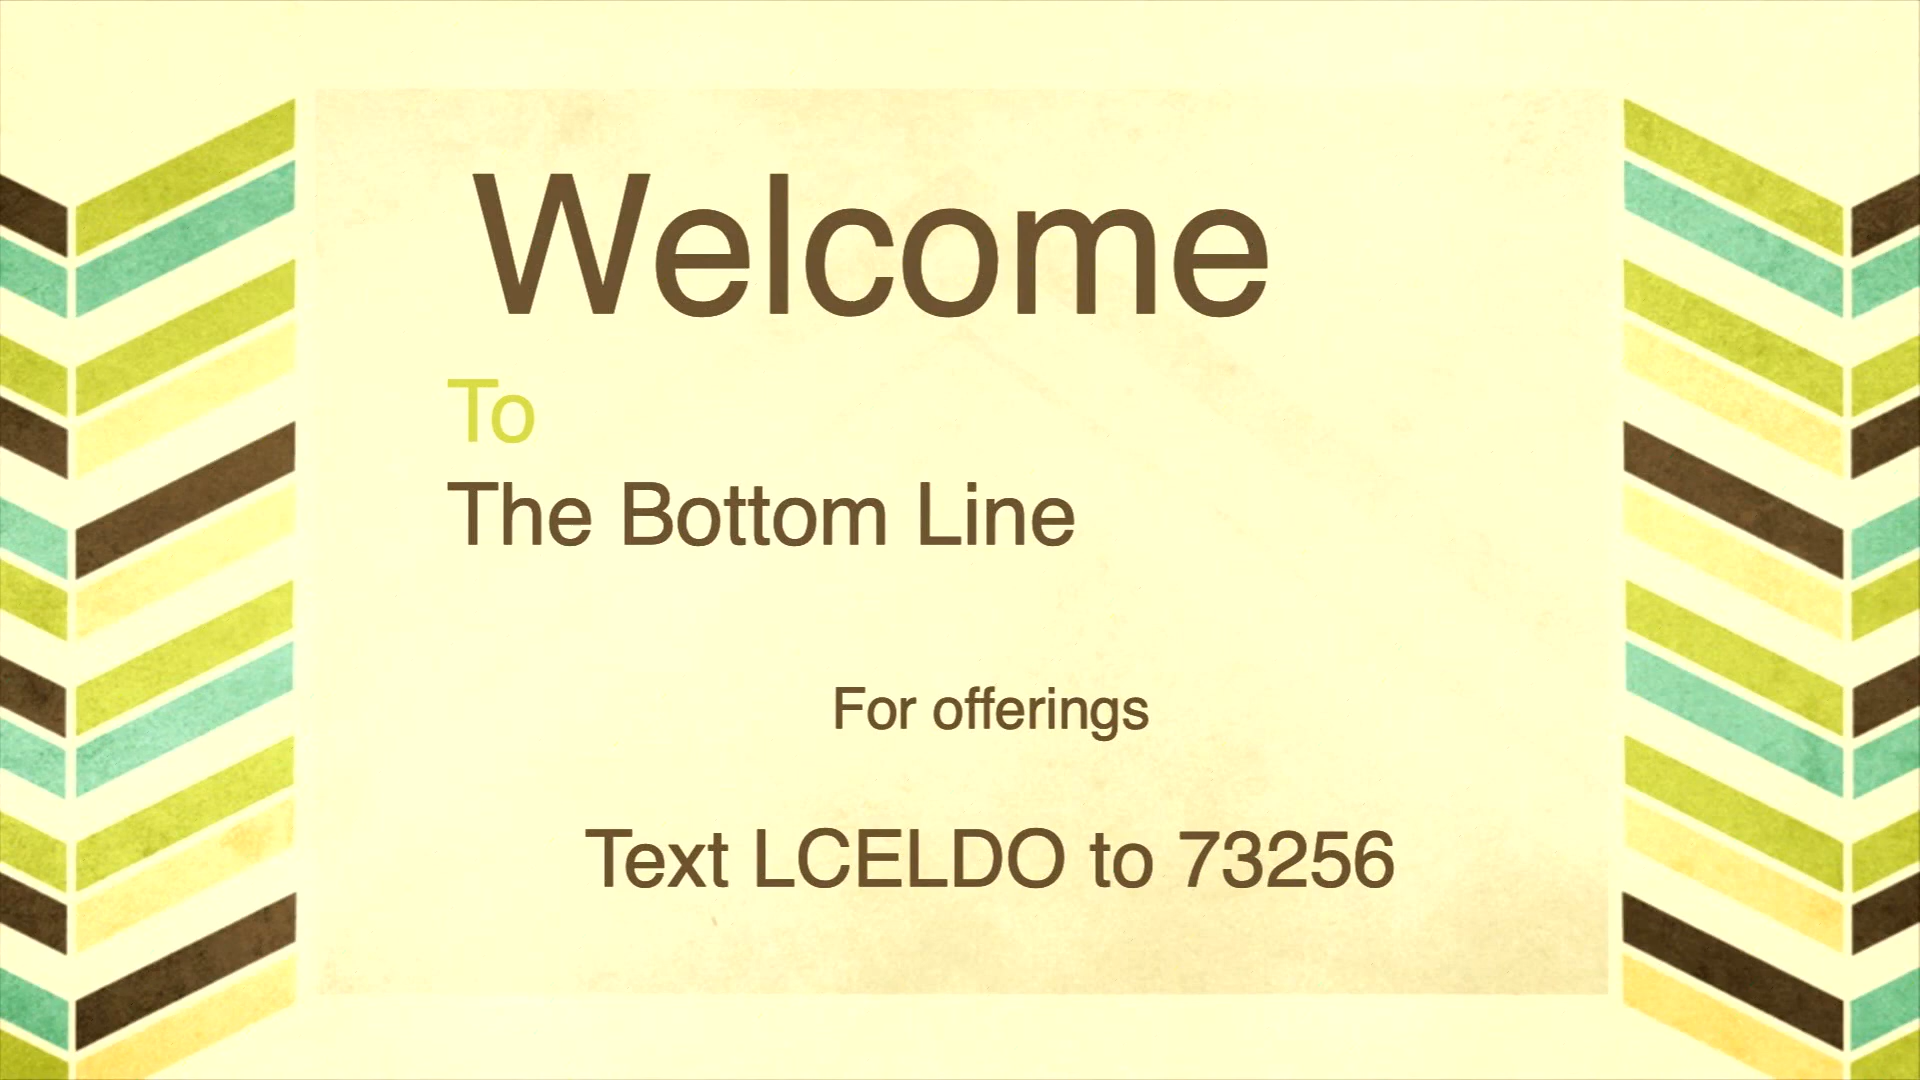 Welcome
To
The Bottom Line
For offerings
Text LCELDO to 73256